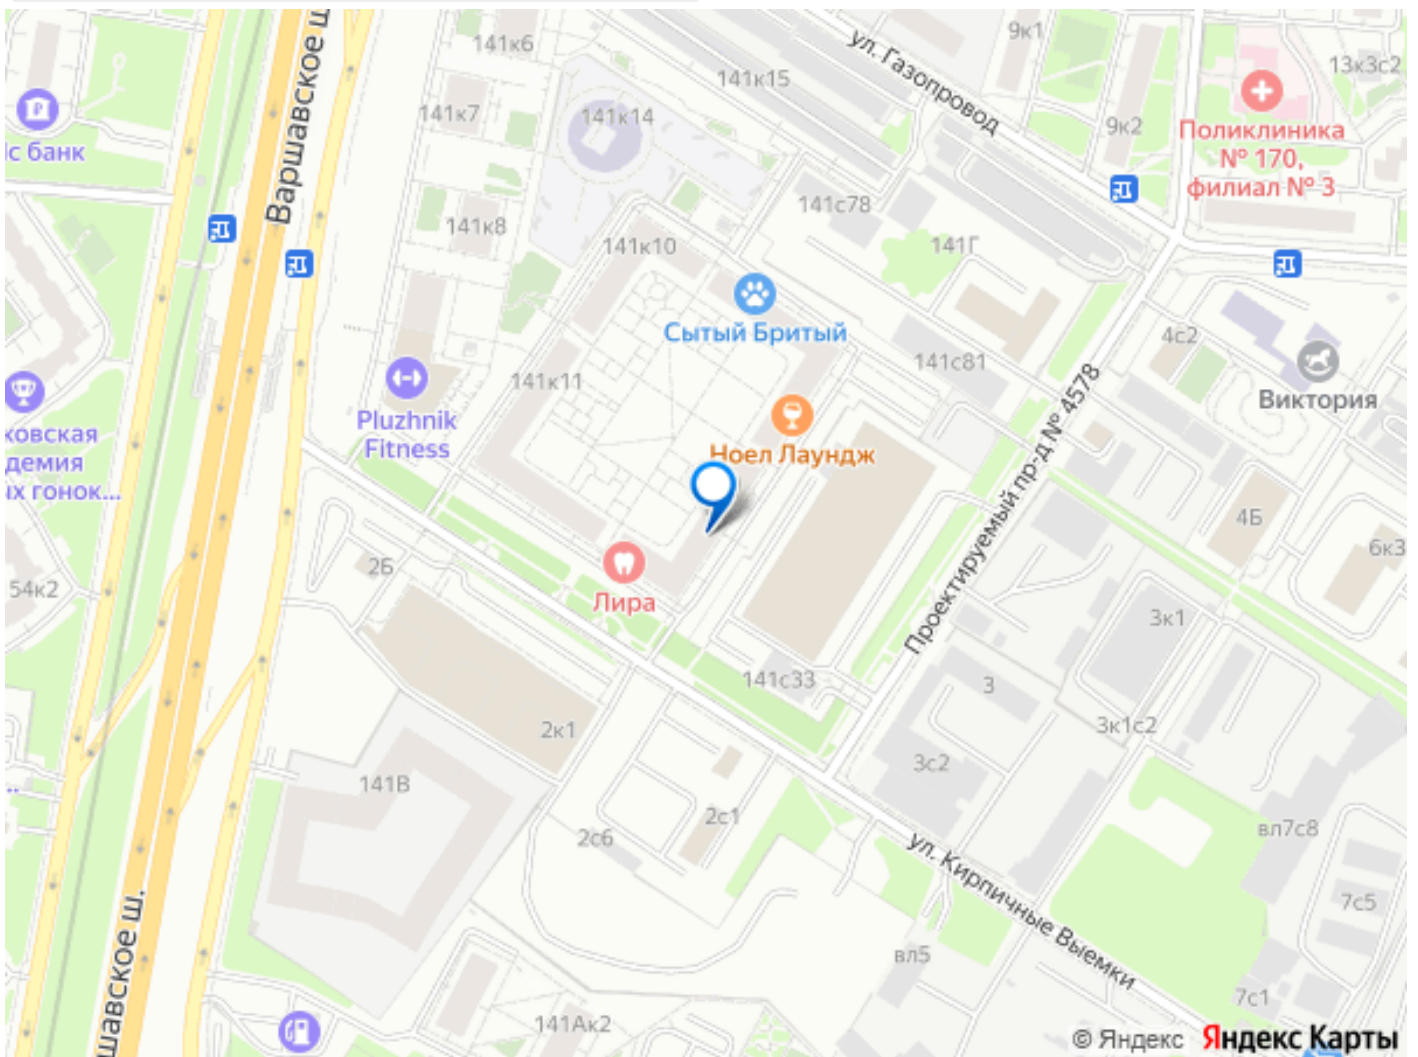 141к6
Варшавское ш
9к1
ул. Газопровод
141к15
13к3с2
141к7
141к14
9к2
Поликлиника
№ 170,
филиал № 3
Ис банк
141к8
141с78
141к10
141Г
Сытый Бритый
4с2
141с81
Виктория
141к11
Pluzhnik
Fitness
Проектируемый пр-д № 4578
ховская
демия
ых гонок...
Ноел Лаундж
4Б
6к3
2Б
54к2
Лира
3к1
141с33
3
2к1
3к1с2
3с2
141В
2с1
2с6
вл7с8
ул. Кирпичные Выемки
7с5
шавское ш.
вл5
7с1
141Ак2
© Яндекс Яндекс Карты